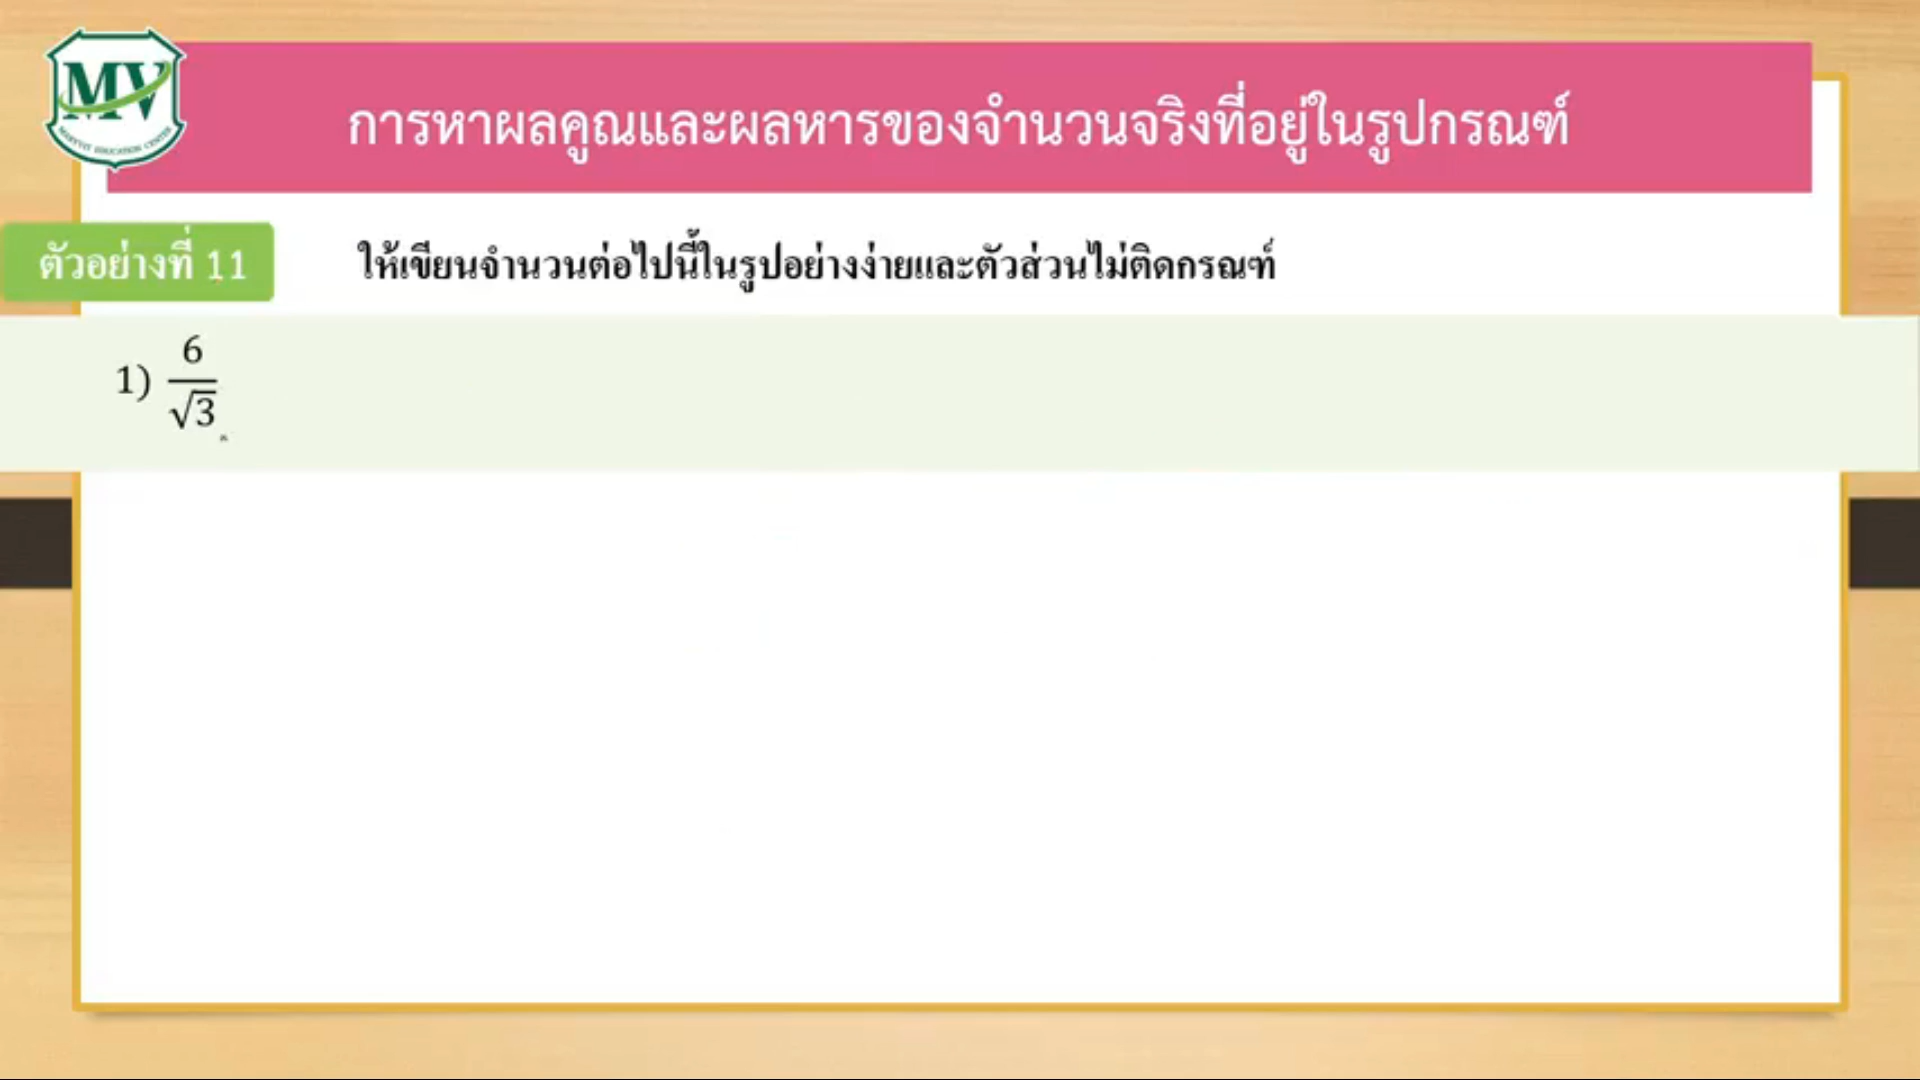 MV
MARYVIT EDUCATION CENTER
การหาผลคูณและผลหารของจำนวนจริงที่อยู่ในรูปกรณฑ์
ตัวอย่างที่ 11
ให้เขียนจำนวนต่อไปนี้ในรูปอย่างง่ายและตัวส่วนไม่ติดกรณฑ์
1) 6/√3